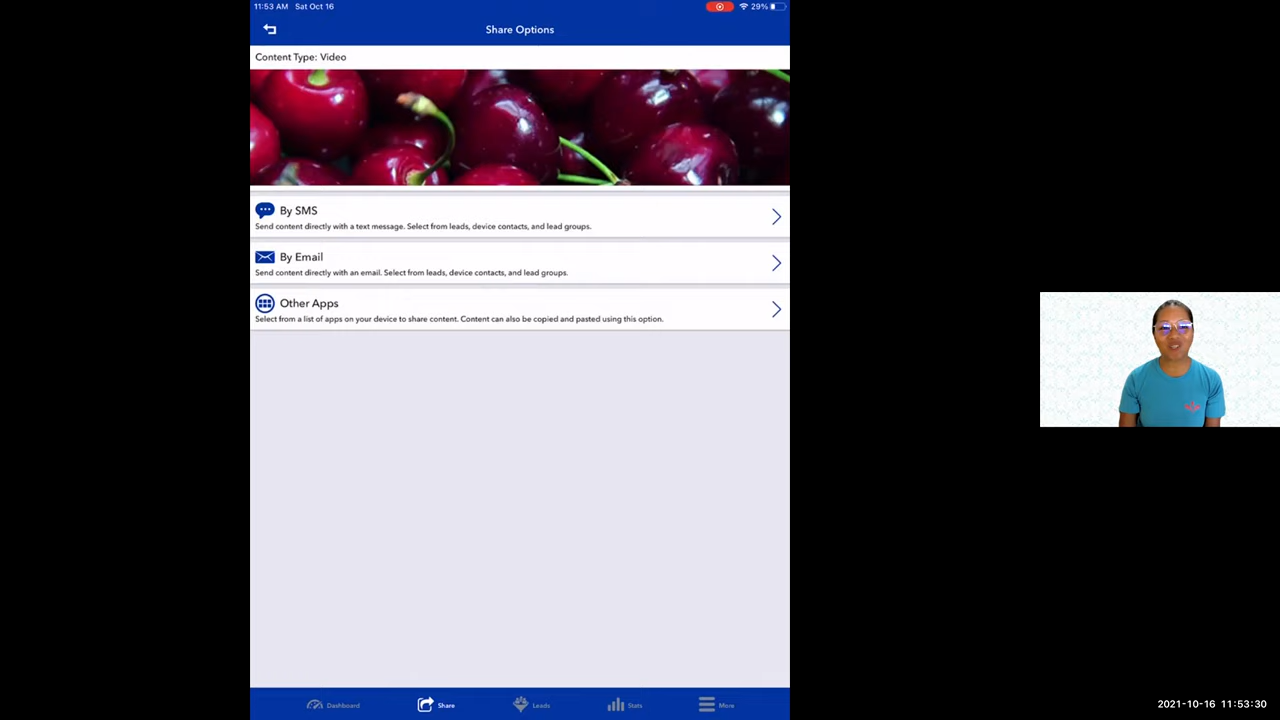 11:53 AM Sat Oct 16
29%
Share Options
Content Type: Video
By SMS
Send content directly with a text message. Select from leads, device contacts, and lead groups.
By Email
Send content directly with an email. Select from leads, device contacts, and lead groups.
Other Apps
Select from a list of apps on your device to share content. Content can also be copied and pasted using this option.
Dashboard
Share
Leads
Stats
More
2021-10-16 11:53:30